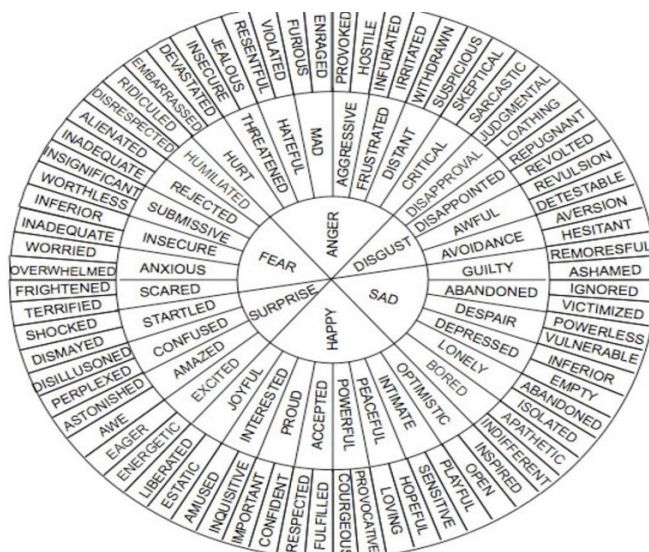 ANGER
DISGUST
SAD
HAPPY
SURPRISE
FEAR
HURT
THREATENED
HATEFUL
MAD
AGGRESSIVE
FRUSTRATED
DISTANT
CRITICAL
DISAPPROVAL
DISAPPOINTED
AWFUL
AVOIDANCE
GUILTY
ABANDONED
DESPAIR
DEPRESSED
LONELY
BORED
OPTIMISTIC
INTIMATE
PEACEFUL
POWERFUL
ACCEPTED
PROUD
INTERESTED
JOYFUL
EXCITED
AMAZED
CONFUSED
STARTLED
SCARED
ANXIOUS
INSECURE
SUBMISSIVE
REJECTED
HUMILIATED
DEVASTATED
INSECURE
JEALOUS
RESENTFUL
VIOLATED
FURIOUS
ENRAGED
PROVOKED
HOSTILE
INFURIATED
IRRITATED
WITHDRAWN
SUSPICIOUS
SKEPTICAL
SARCASTIC
JUDGMENTAL
LOATHING
REPUGNANT
REVOLTED
REVULSION
DETESTABLE
AVERSION
HESITANT
REMORESFUL
ASHAMED
IGNORED
VICTIMIZED
POWERLESS
VULNERABLE
INFERIOR
EMPTY
ABANDONED
ISOLATED
APATHETIC
INDIFFERENT
INSPIRED
OPEN
PLAYFUL
SENSITIVE
HOPEFUL
LOVING
PROVOCATIVE
COURGEOUS
FULFILLED
RESPECTED
CONFIDENT
IMPORTANT
INQUISITIVE
AMUSED
ESTATIC
LIBERATED
ENERGETIC
EAGER
AWE
ASTONISHED
PERPLEXED
DISILLUSONED
DISMAYED
SHOCKED
TERRIFIED
FRIGHTENED
OVERWHELMED
WORRIED
INADEQUATE
INFERIOR
WORTHLESS
INSIGNIFICANT
INADEQUATE
ALIENATED
DISRESPECTED
RIDICULED
EMBARRASSED